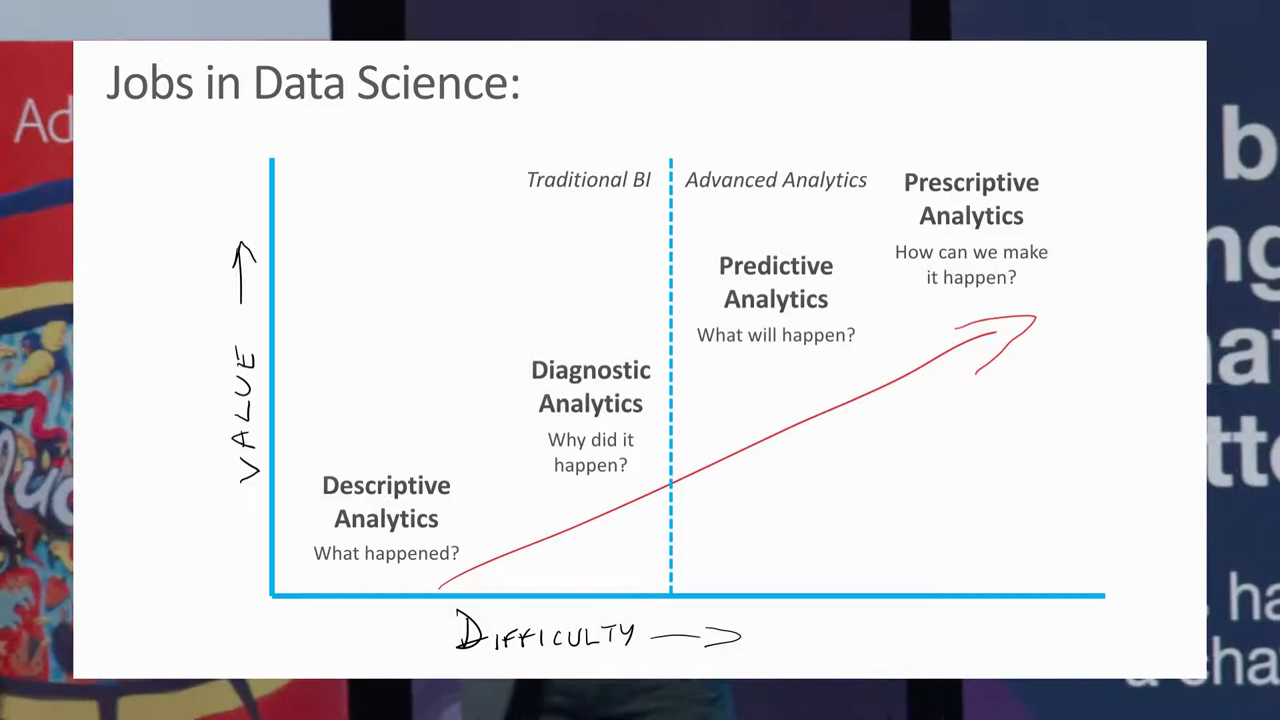 Jobs in Data Science:
Traditional BI
Advanced Analytics
Prescriptive
Analytics
How can we make
it happen?
Predictive
Analytics
What will happen?
Diagnostic
Analytics
Why did it
happen?
Descriptive
Analytics
What happened?
VALUE
DIFFICULTY
Ad
b